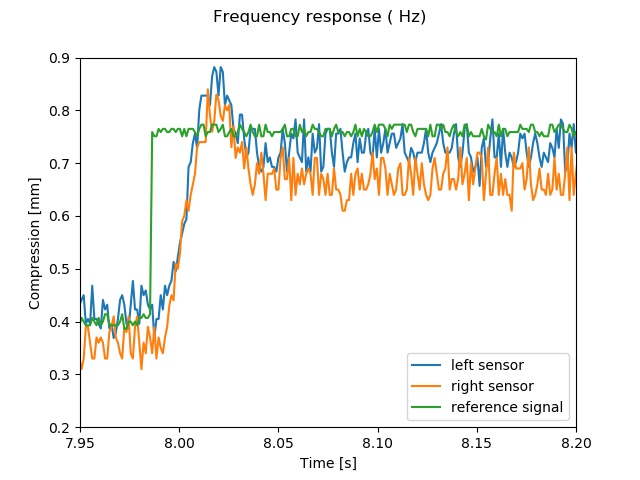 Frequency response ( Hz)
0.9
0.8
0.7
0.6
0.5
0.4
0.3
0.2
Compression [mm]
left sensor
right sensor
reference signal
7.95 8.00 8.05 8.10 8.15 8.20
Time [s]